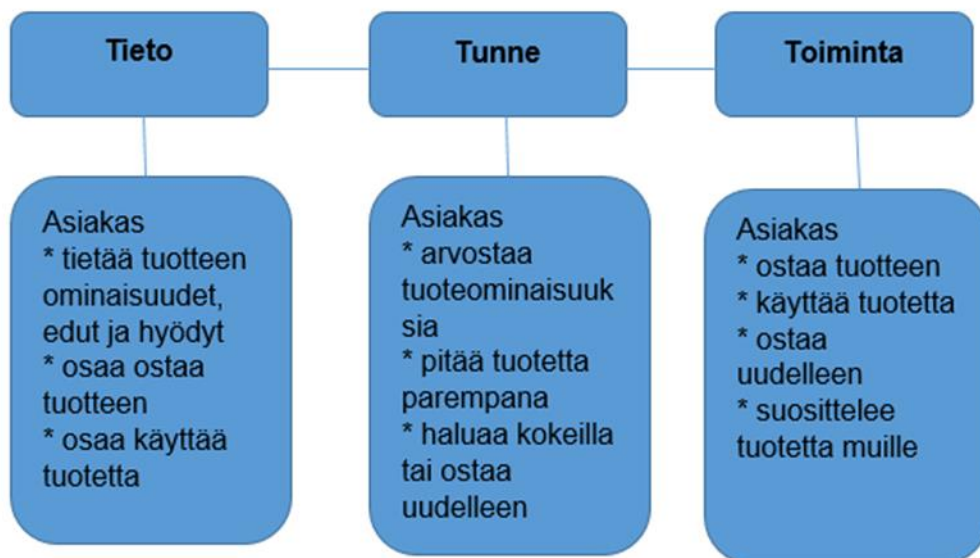 Tieto
Tunne
Toiminta
Asiakas
* tietää tuotteen
ominaisuudet,
edut ja hyödyt
* osaa ostaa
tuotteen
* osaa käyttää
tuotetta
Asiakas
* arvostaa
tuoteominaisuuk
sia
* pitää tuotetta
parempana
* haluaa kokeilla
tai ostaa
uudelleen
Asiakas
* ostaa tuotteen
* käyttää tuotetta
* ostaa
uudelleen
* suosittelee
tuotetta muille